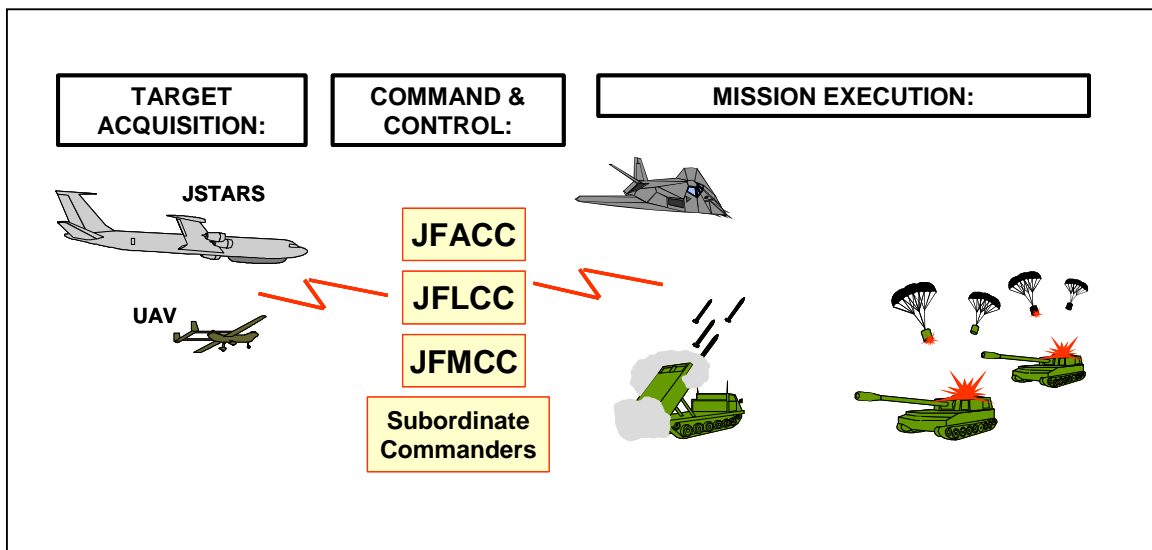 TARGET
ACQUISITION:
COMMAND &
CONTROL:
MISSION EXECUTION:
JSTARS
UAV
JFACC
JFLCC
JFMCC
Subordinate
Commanders